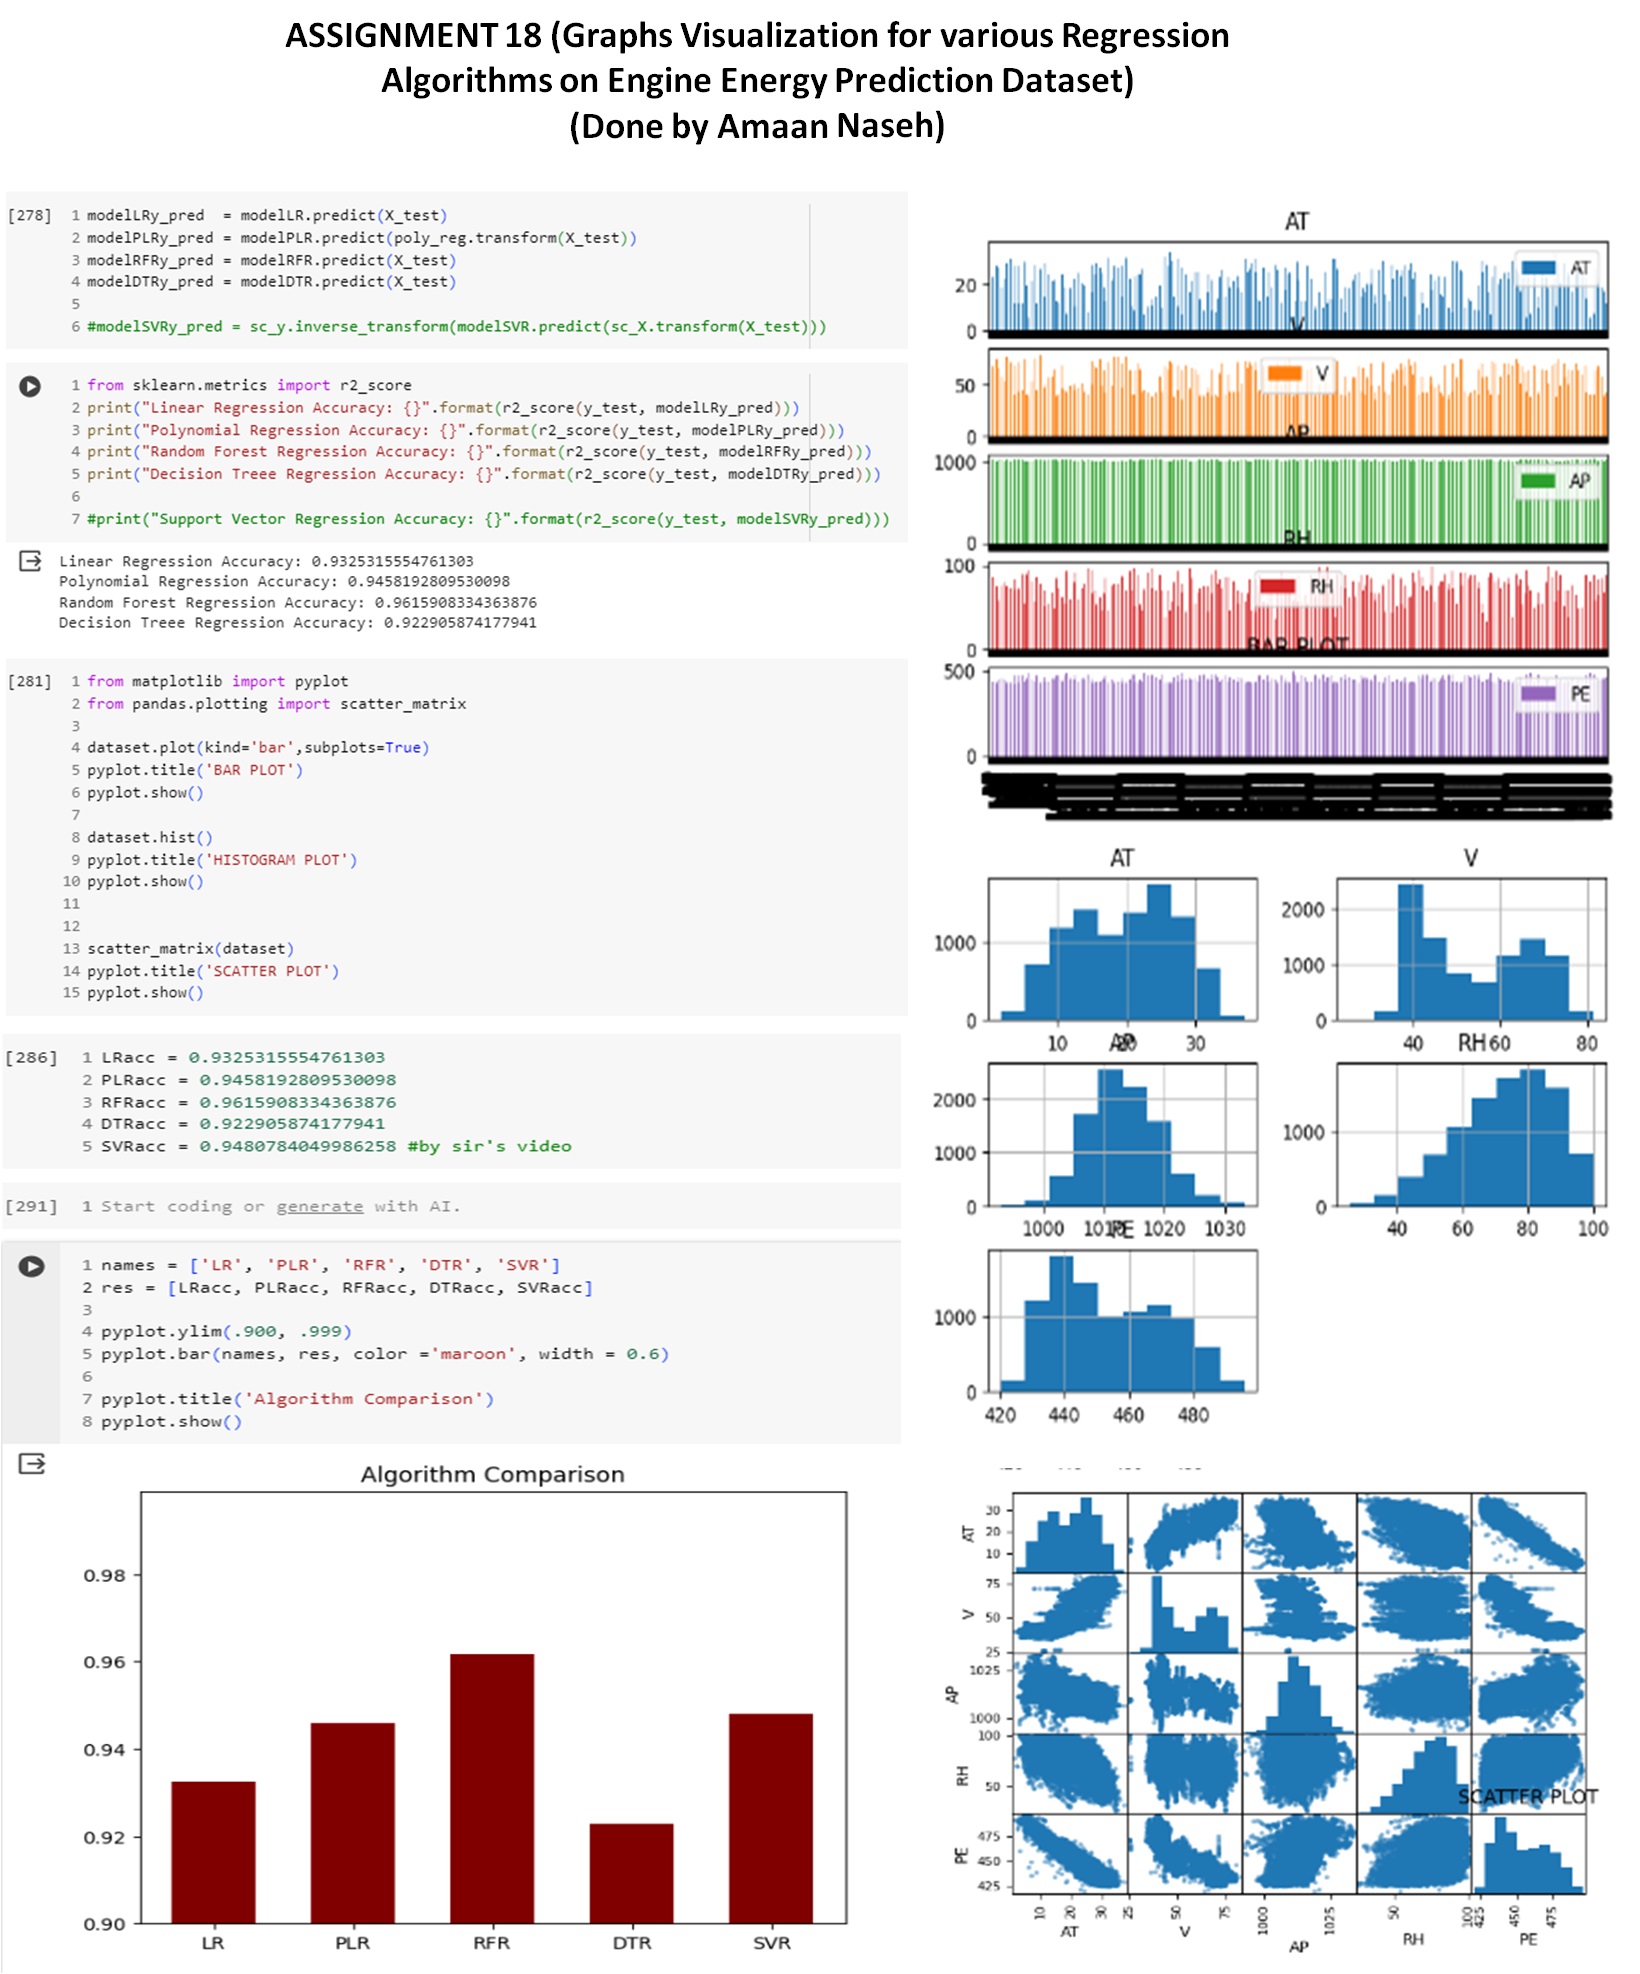 ASSIGNMENT 18 (Graphs Visualization for various Regression
Algorithms on Engine Energy Prediction Dataset)
(Done by Amaan Naseh)
[278]
1 modelLRy_pred  = modelLR.predict(X_test)
2 modelPLRy_pred = modelPLR.predict(poly_reg.transform(X_test))
3 modelRFRy_pred = modelRFR.predict(X_test)
4 modelDTRy_pred = modelDTR.predict(X_test)
5
6 #modelSVRy_pred = sc_y.inverse_transform(modelSVR.predict(sc_X.transform(X_test)))
1 from sklearn.metrics import r2_score
2 print("Linear Regression Accuracy: {}".format(r2_score(y_test, modelLRy_pred)))
3 print("Polynomial Regression Accuracy: {}".format(r2_score(y_test, modelPLRy_pred)))
4 print("Random Forest Regression Accuracy: {}".format(r2_score(y_test, modelRFRy_pred)))
5 print("Decision Treee Regression Accuracy: {}".format(r2_score(y_test, modelDTRy_pred)))
6
7 #print("Support Vector Regression Accuracy: {}".format(r2_score(y_test, modelSVRy_pred)))
Linear Regression Accuracy: 0.9325315554761303
Polynomial Regression Accuracy: 0.9458192809530098
Random Forest Regression Accuracy: 0.9615908334363876
Decision Treee Regression Accuracy: 0.922905874177941
[281]
1 from matplotlib import pyplot
2 from pandas.plotting import scatter_matrix
3
4 dataset.plot(kind='bar',subplots=True)
5 pyplot.title('BAR PLOT')
6 pyplot.show()
7
8 dataset.hist()
9 pyplot.title('HISTOGRAM PLOT')
10 pyplot.show()
11
12
13 scatter_matrix(dataset)
14 pyplot.title('SCATTER PLOT')
15 pyplot.show()
[286]
1 LRacc = 0.9325315554761303
2 PLRacc = 0.9458192809530098
3 RFRacc = 0.9615908334363876
4 DTRacc = 0.922905874177941
5 SVRacc = 0.9480784049986258 #by sir's video
[291]
1 Start coding or generate with AI.
1 names = ['LR', 'PLR', 'RFR', 'DTR', 'SVR']
2 res = [LRacc, PLRacc, RFRacc, DTRacc, SVRacc]
3
4 pyplot.ylim(.900, .999)
5 pyplot.bar(names, res, color ='maroon', width = 0.6)
6
7 pyplot.title('Algorithm Comparison')
8 pyplot.show()
Algorithm Comparison
0.98
0.96
0.94
0.92
0.90
LR PLR RFR DTR SVR
AT
20
0
AT
V
50
0
V
AP
1000
0
AP
RH
100
0
RH
BAR PLOT
500
0
PE
AT
1000
0
10 20 30
V
2000
1000
0
40 60 80
AP
2000
1000
0
1000 1010 1020 1030
RH
1000
0
40 60 80 100
PE
1000
0
420 440 460 480
AT
30
20
10
V
75
50
25
AP
1025
1000
RH
100
50
SCATTER PLOT
PE
475
450
425
10 20 30 25 50 75 1000 1025 50 100 425 450 475
AT V AP RH PE